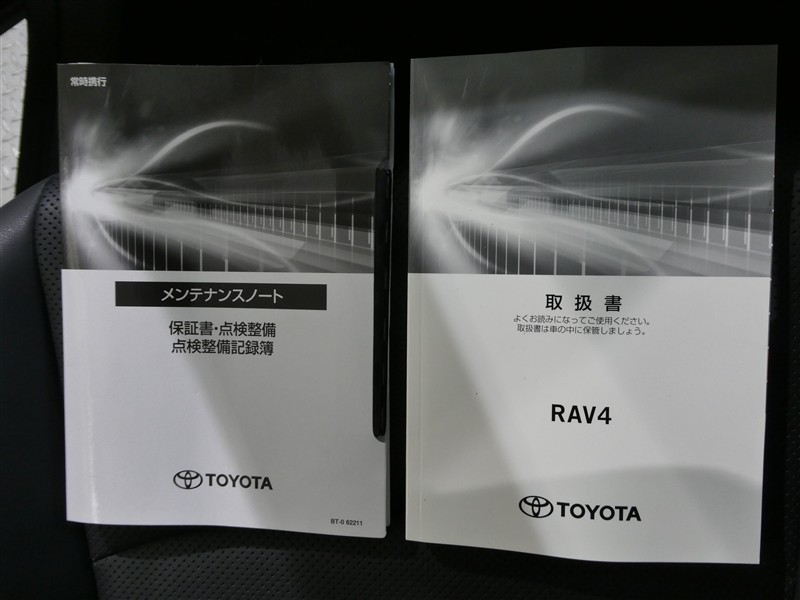 常時携行
メンテナンスノート
保証書・点検整備
点検整備記録簿
TOYOTA
BT-0 62211
取扱書
よくお読みになってご使用ください。
取扱書は車の中に保管しましょう。
RAV4
TOYOTA